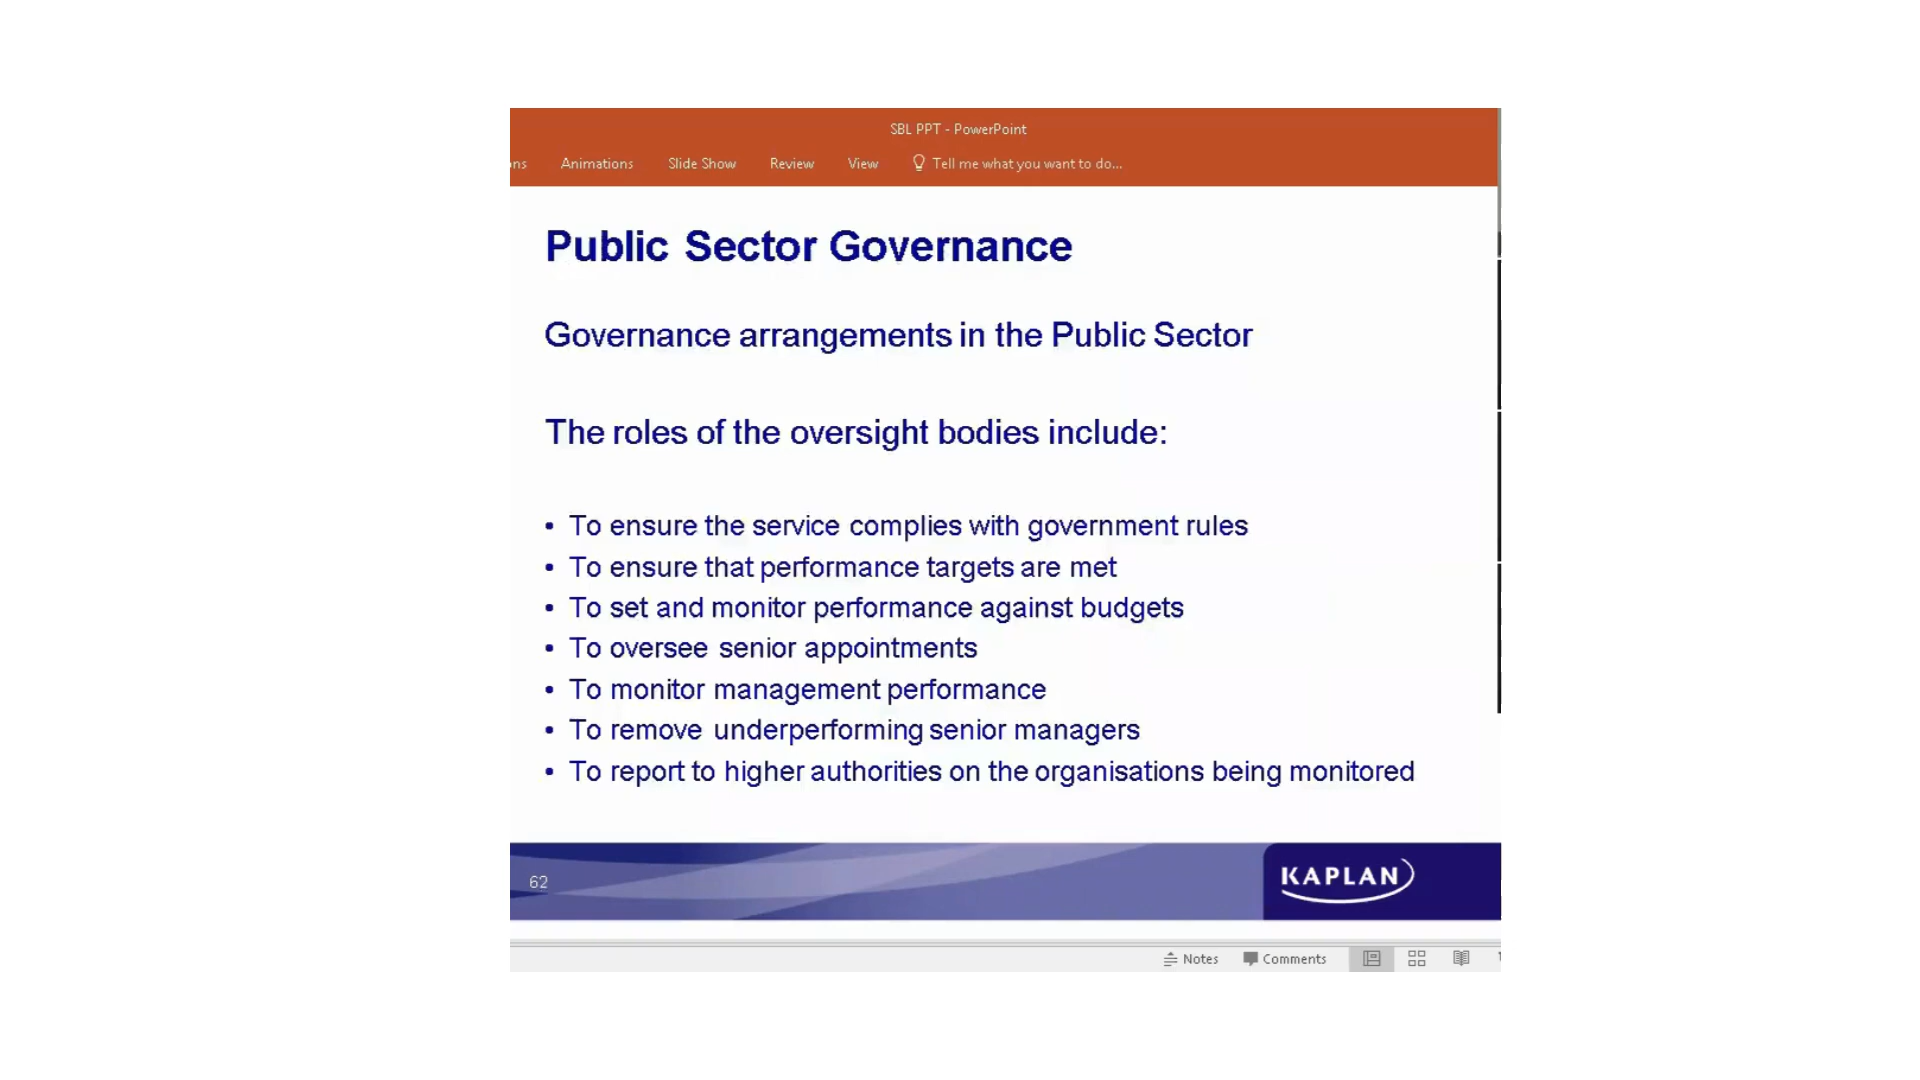 SBL PPT - PowerPoint
ns Animations Slide Show Review View Tell me what you want to do...
Public Sector Governance
Governance arrangements in the Public Sector
The roles of the oversight bodies include:
• To ensure the service complies with government rules
• To ensure that performance targets are met
• To set and monitor performance against budgets
• To oversee senior appointments
• To monitor management performance
• To remove underperforming senior managers
• To report to higher authorities on the organisations being monitored
62
KAPLAN
Notes Comments